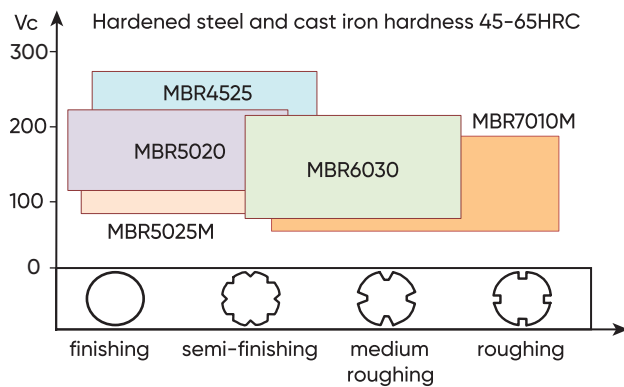 Vc
Hardened steel and cast iron hardness 45-65HRC
300
MBR4525
MBR7010M
200
MBR5020
MBR6030
100
MBR5025M
0
finishing
semi-finishing
medium
roughing
roughing